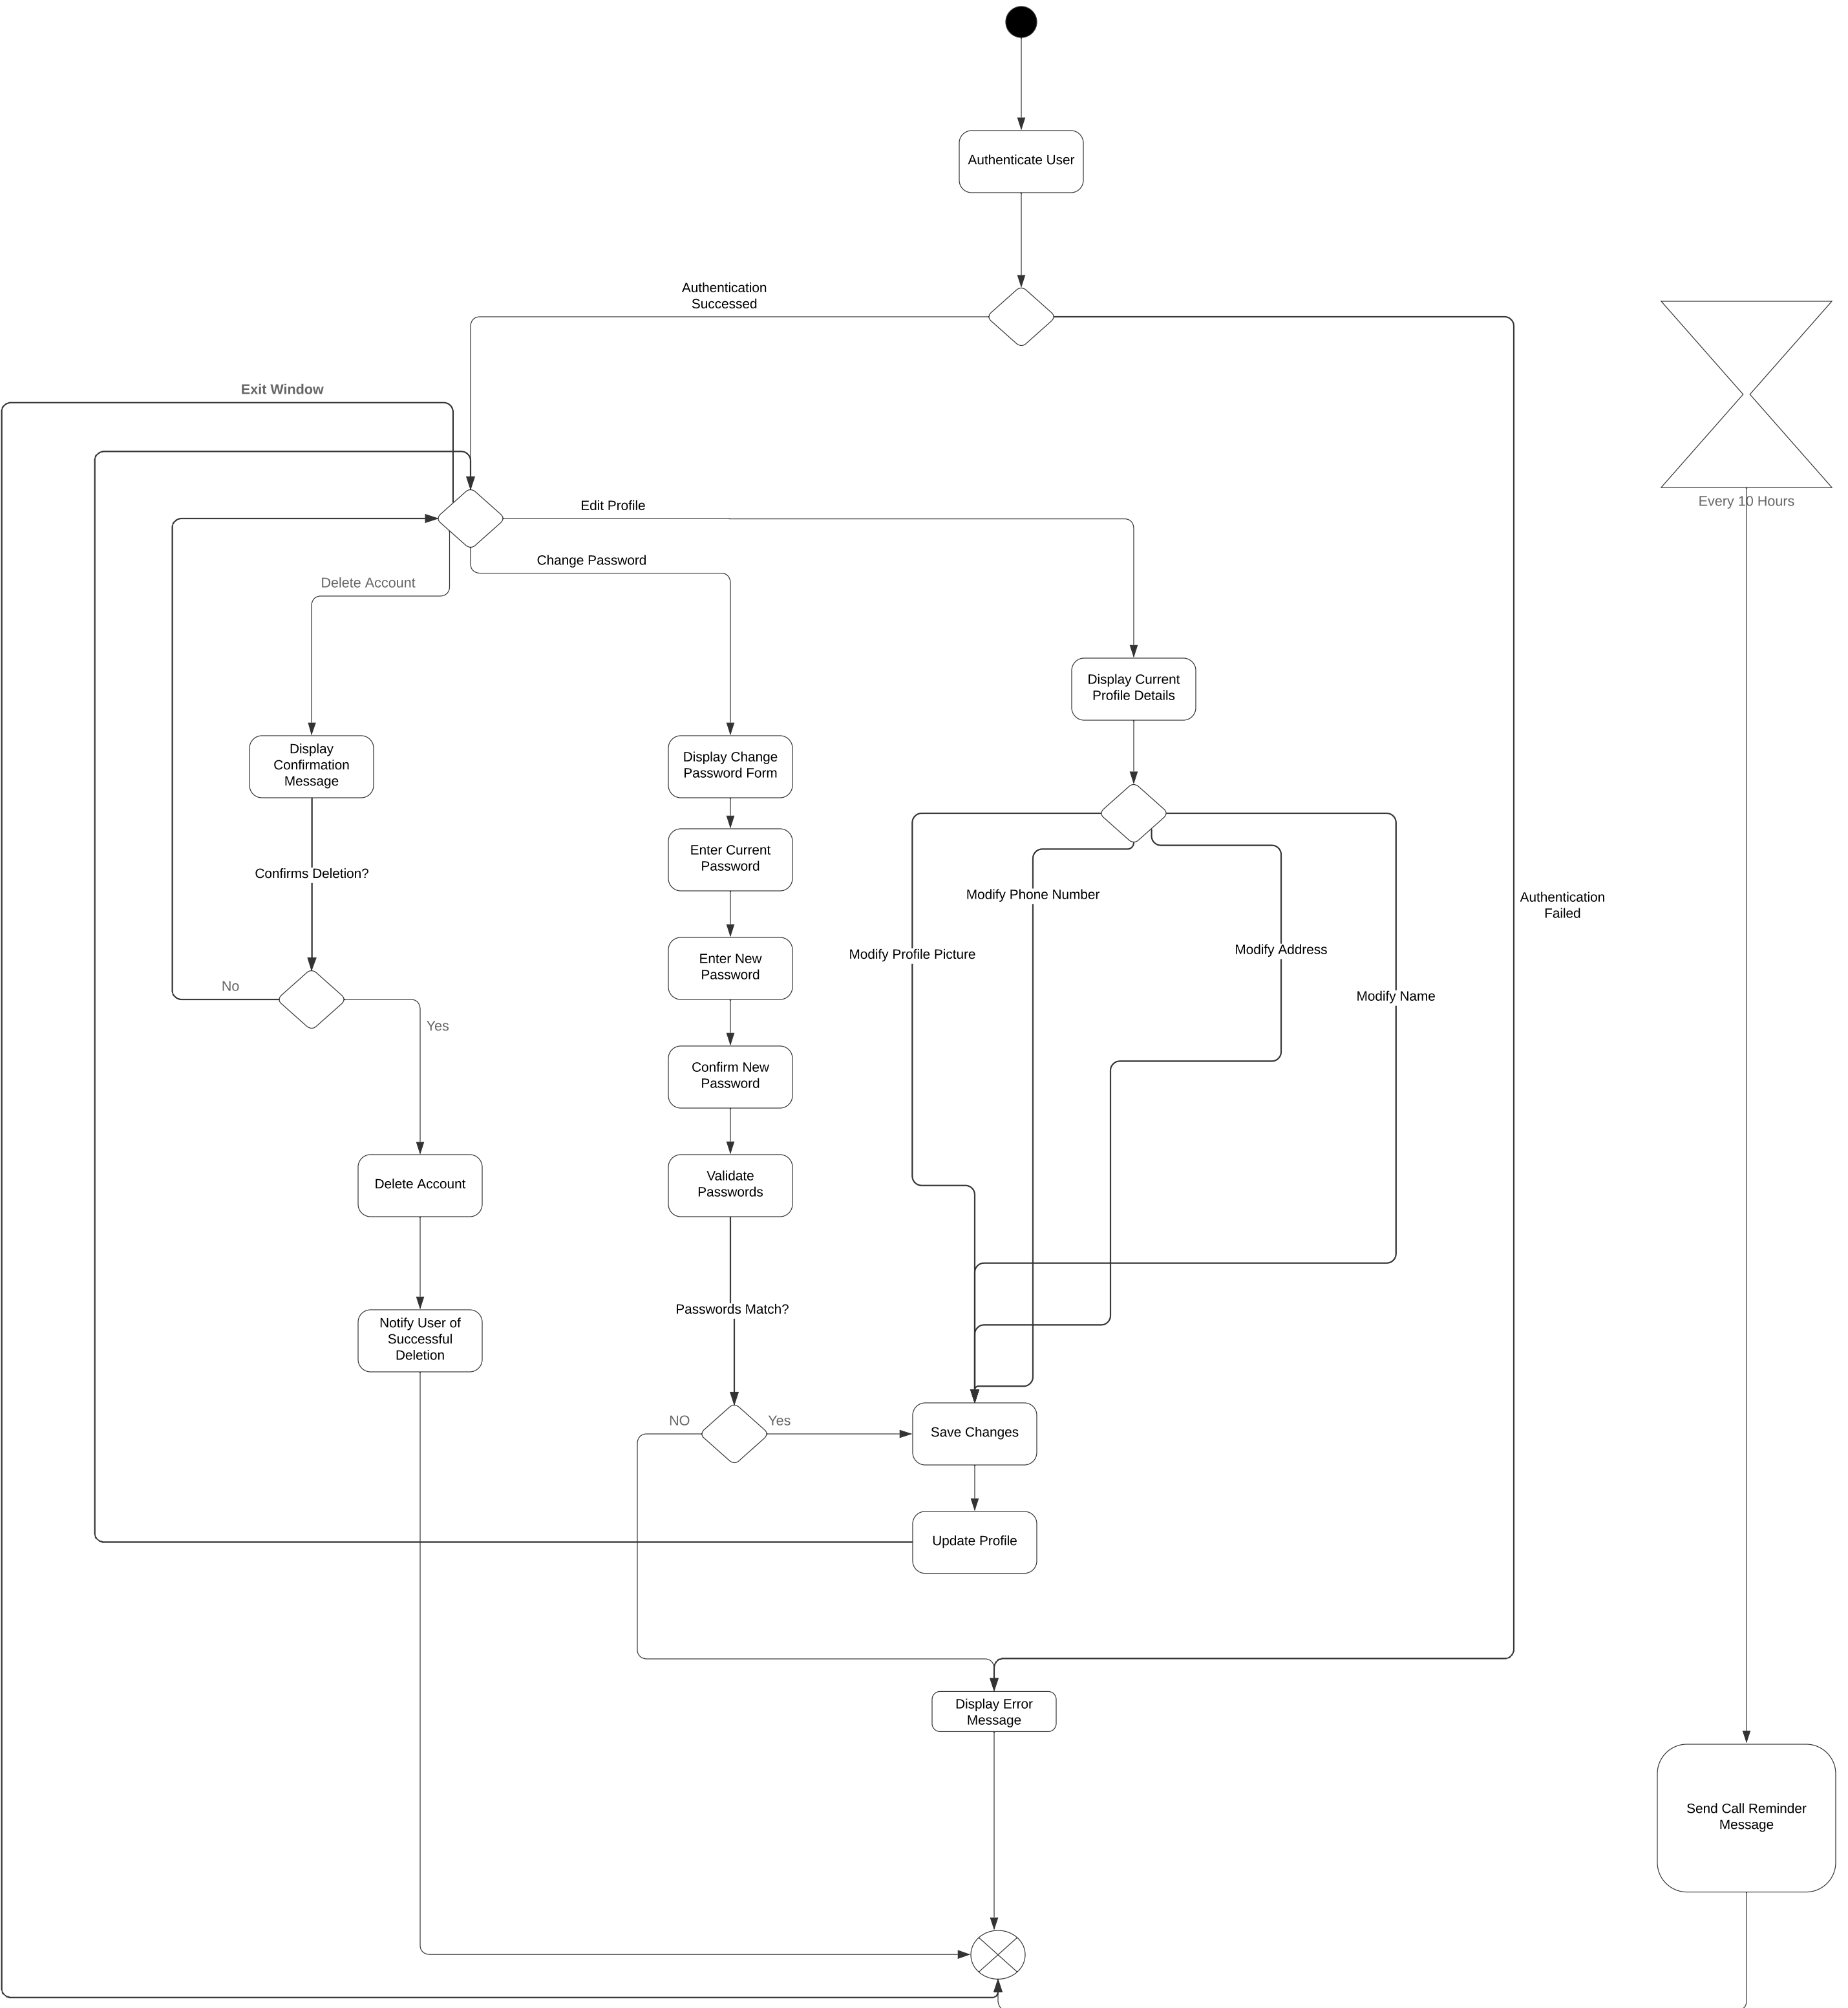 Authenticate User
Authentication
Successed
Exit Window
Edit Profile
Every 10 Hours
Change Password
Delete Account
Display Current
Profile Details
Display
Confirmation
Message
Display Change
Password Form
Enter Current
Password
Confirms Deletion?
Modify Phone Number
Authentication
Failed
Modify Profile Picture
Modify Address
Enter New
Password
No
Modify Name
Yes
Confirm New
Password
Delete Account
Validate
Passwords
Passwords Match?
Notify User of
Successful
Deletion
NO
Yes
Save Changes
Update Profile
Display Error
Message
Send Call Reminder
Message